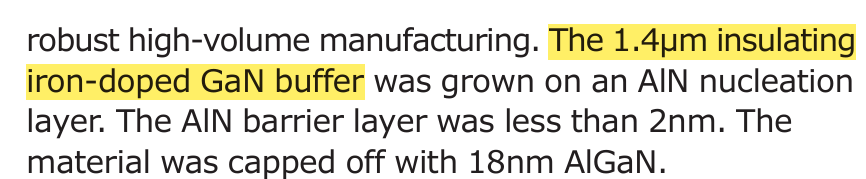 robust high-volume manufacturing. The 1.4μm insulating
iron-doped GaN buffer was grown on an AlN nucleation
layer. The AlN barrier layer was less than 2nm. The
material was capped off with 18nm AlGaN.